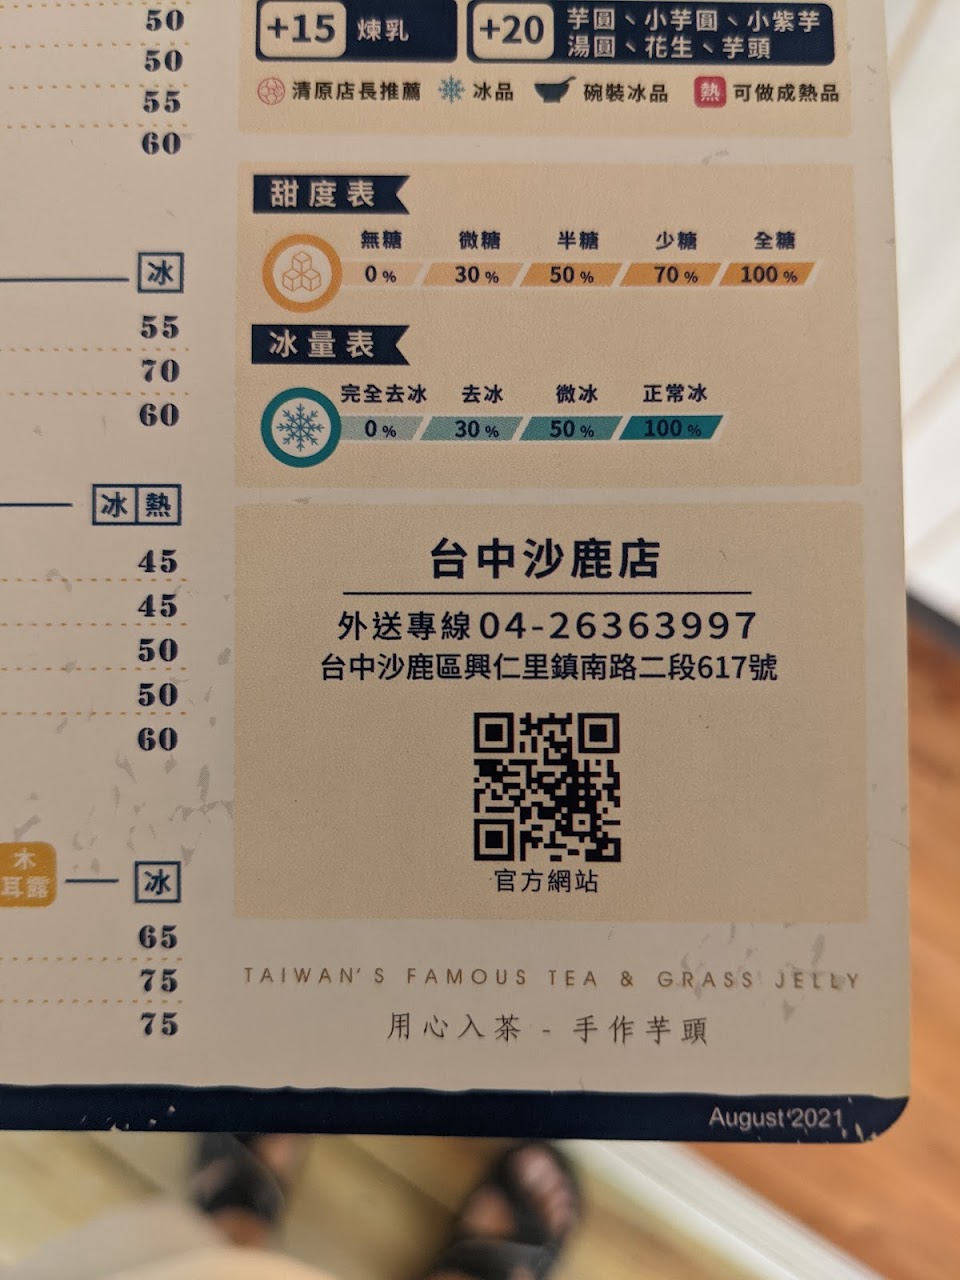 50
50
55
60
冰
55
70
60
冰 熱
45
45
50
50
60
木
耳露
冰
65
75
75
+15 煉乳
+20 芋圓、小芋圓、小紫芋
湯圓、花生、芋頭
清原店長推薦 冰品 碗裝冰品 熱 可做成熱品
甜度表
無糖 微糖 半糖 少糖 全糖
0% 30% 50% 70% 100%
冰量表
完全去冰 去冰 微冰 正常冰
0% 30% 50% 100%
台中沙鹿店
外送專線04-26363997
台中沙鹿區興仁里鎮南路二段617號
官方網站
TAIWAN'S FAMOUS TEA & GRASS JELLY
用心入茶 - 手作芋頭
August'2021